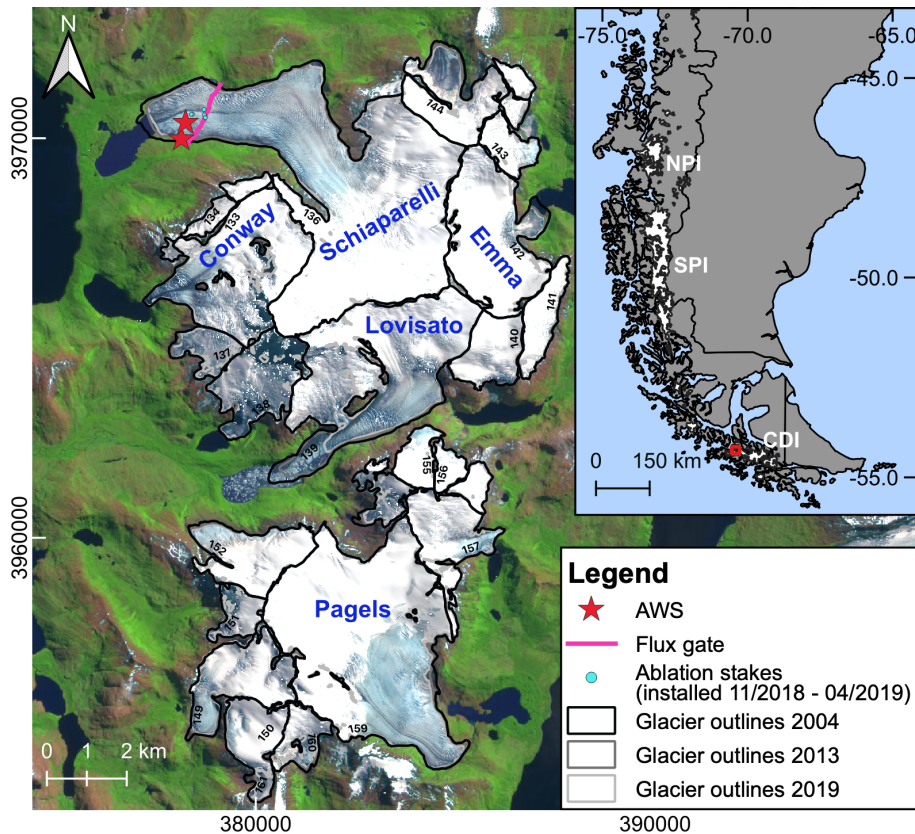 N
-75.0
-70.0
-65.0
-45.0
NPI
SPI
-50.0
CDI
0 150 km
-55.0
3970000
3960000
144
143
134
133
136
Conway
Schiaparelli
Emma
142
141
Lovisato
140
137
138
139
155
156
157
152
Pagels
151
149
150
159
160
161
0 1 2 km
380000
390000
Legend
AWS
Flux gate
Ablation stakes
(installed 11/2018 - 04/2019)
Glacier outlines 2004
Glacier outlines 2013
Glacier outlines 2019